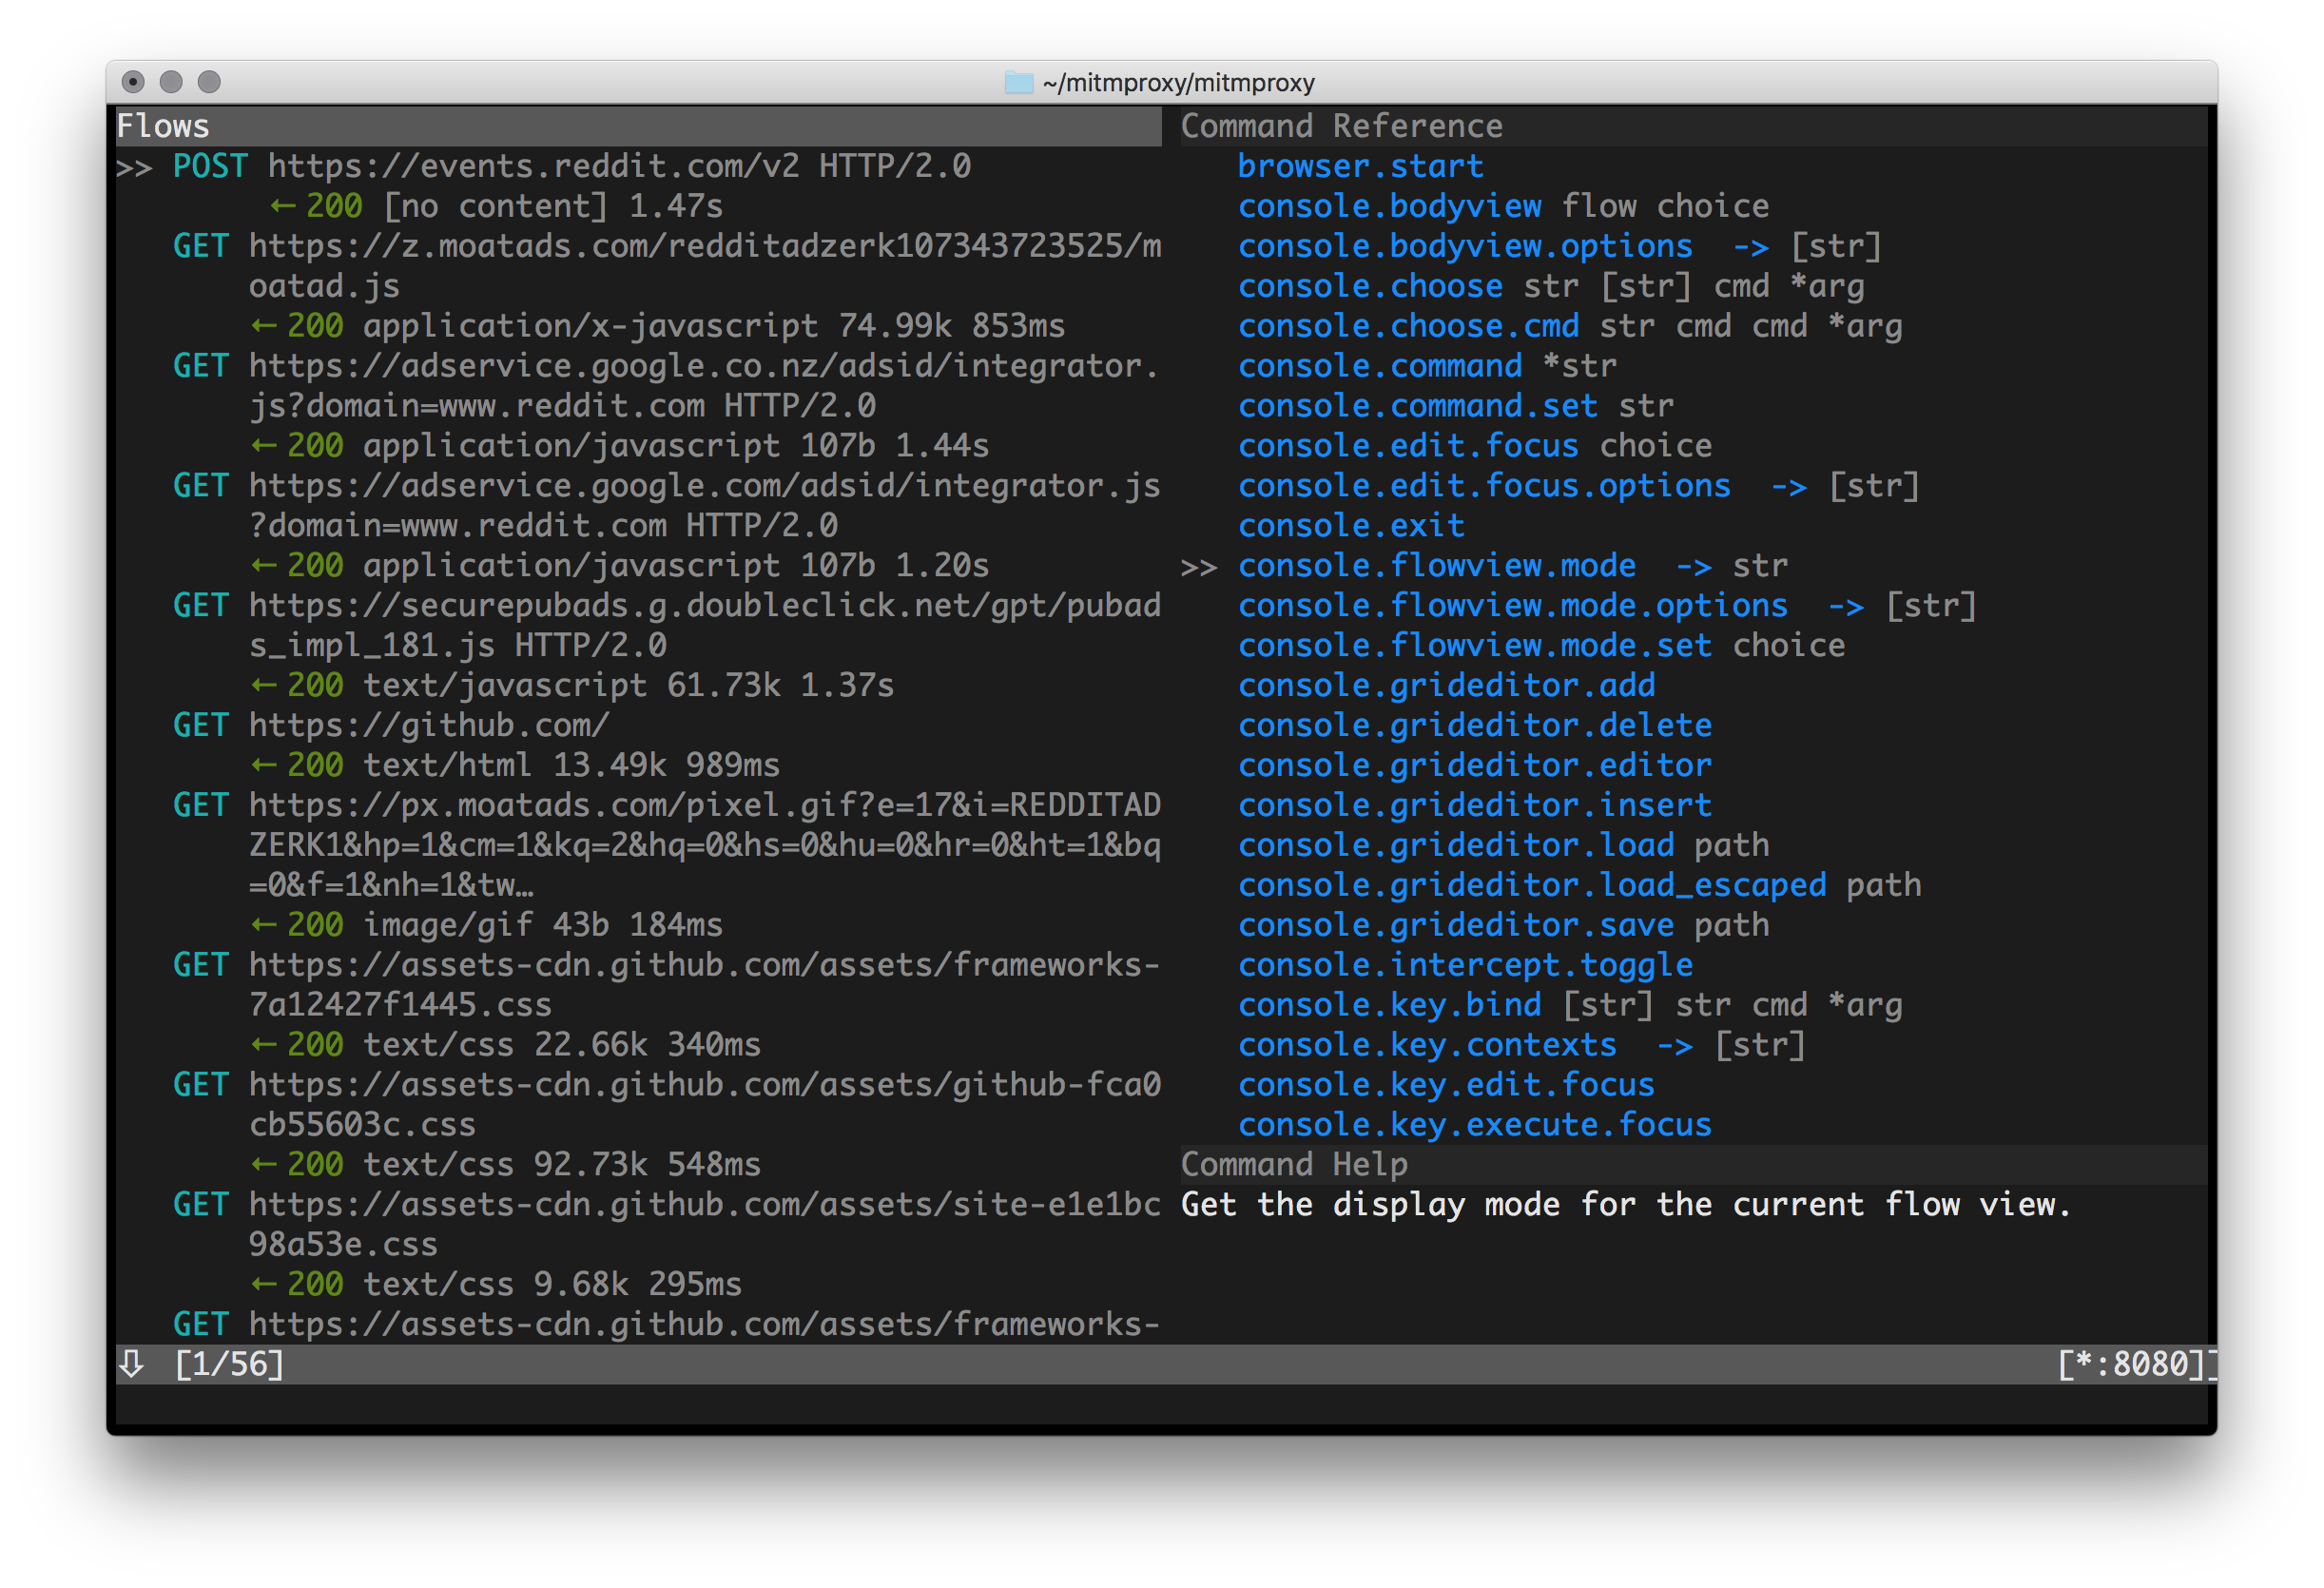 ~/mitmproxy/mitmproxy
Flows
>> POST https://events.reddit.com/v2 HTTP/2.0
← 200 [no content] 1.47s
GET https://z.moatads.com/redditadzerk107343723525/m
oatad.js
← 200 application/x-javascript 74.99k 853ms
GET https://adservice.google.co.nz/adsid/integrator.
js?domain=www.reddit.com HTTP/2.0
← 200 application/javascript 107b 1.44s
GET https://adservice.google.com/adsid/integrator.js
?domain=www.reddit.com HTTP/2.0
← 200 application/javascript 107b 1.20s
GET https://securepubads.g.doubleclick.net/gpt/pubad
s_impl_181.js HTTP/2.0
← 200 text/javascript 61.73k 1.37s
GET https://github.com/
← 200 text/html 13.49k 989ms
GET https://px.moatads.com/pixel.gif?e=17&i=REDDITAD
ZERK1&hp=1&cm=1&kq=2&hq=0&hs=0&hu=0&hr=0&ht=1&bq
=0&f=1&nh=1&tw…
← 200 image/gif 43b 184ms
GET https://assets-cdn.github.com/assets/frameworks-
7a12427f1445.css
← 200 text/css 22.66k 340ms
GET https://assets-cdn.github.com/assets/github-fca0
cb55603c.css
← 200 text/css 92.73k 548ms
GET https://assets-cdn.github.com/assets/site-e1e1bc
98a53e.css
← 200 text/css 9.68k 295ms
GET https://assets-cdn.github.com/assets/frameworks-
Command Reference
browser.start
console.bodyview flow choice
console.bodyview.options -> [str]
console.choose str [str] cmd *arg
console.choose.cmd str cmd cmd *arg
console.command *str
console.command.set str
console.edit.focus choice
console.edit.focus.options -> [str]
console.exit
>> console.flowview.mode -> str
console.flowview.mode.options -> [str]
console.flowview.mode.set choice
console.grideditor.add
console.grideditor.delete
console.grideditor.editor
console.grideditor.insert
console.grideditor.load path
console.grideditor.load_escaped path
console.grideditor.save path
console.intercept.toggle
console.key.bind [str] str cmd *arg
console.key.contexts -> [str]
console.key.edit.focus
console.key.execute.focus
Command Help
Get the display mode for the current flow view.
⇩ [1/56] [*:8080]]